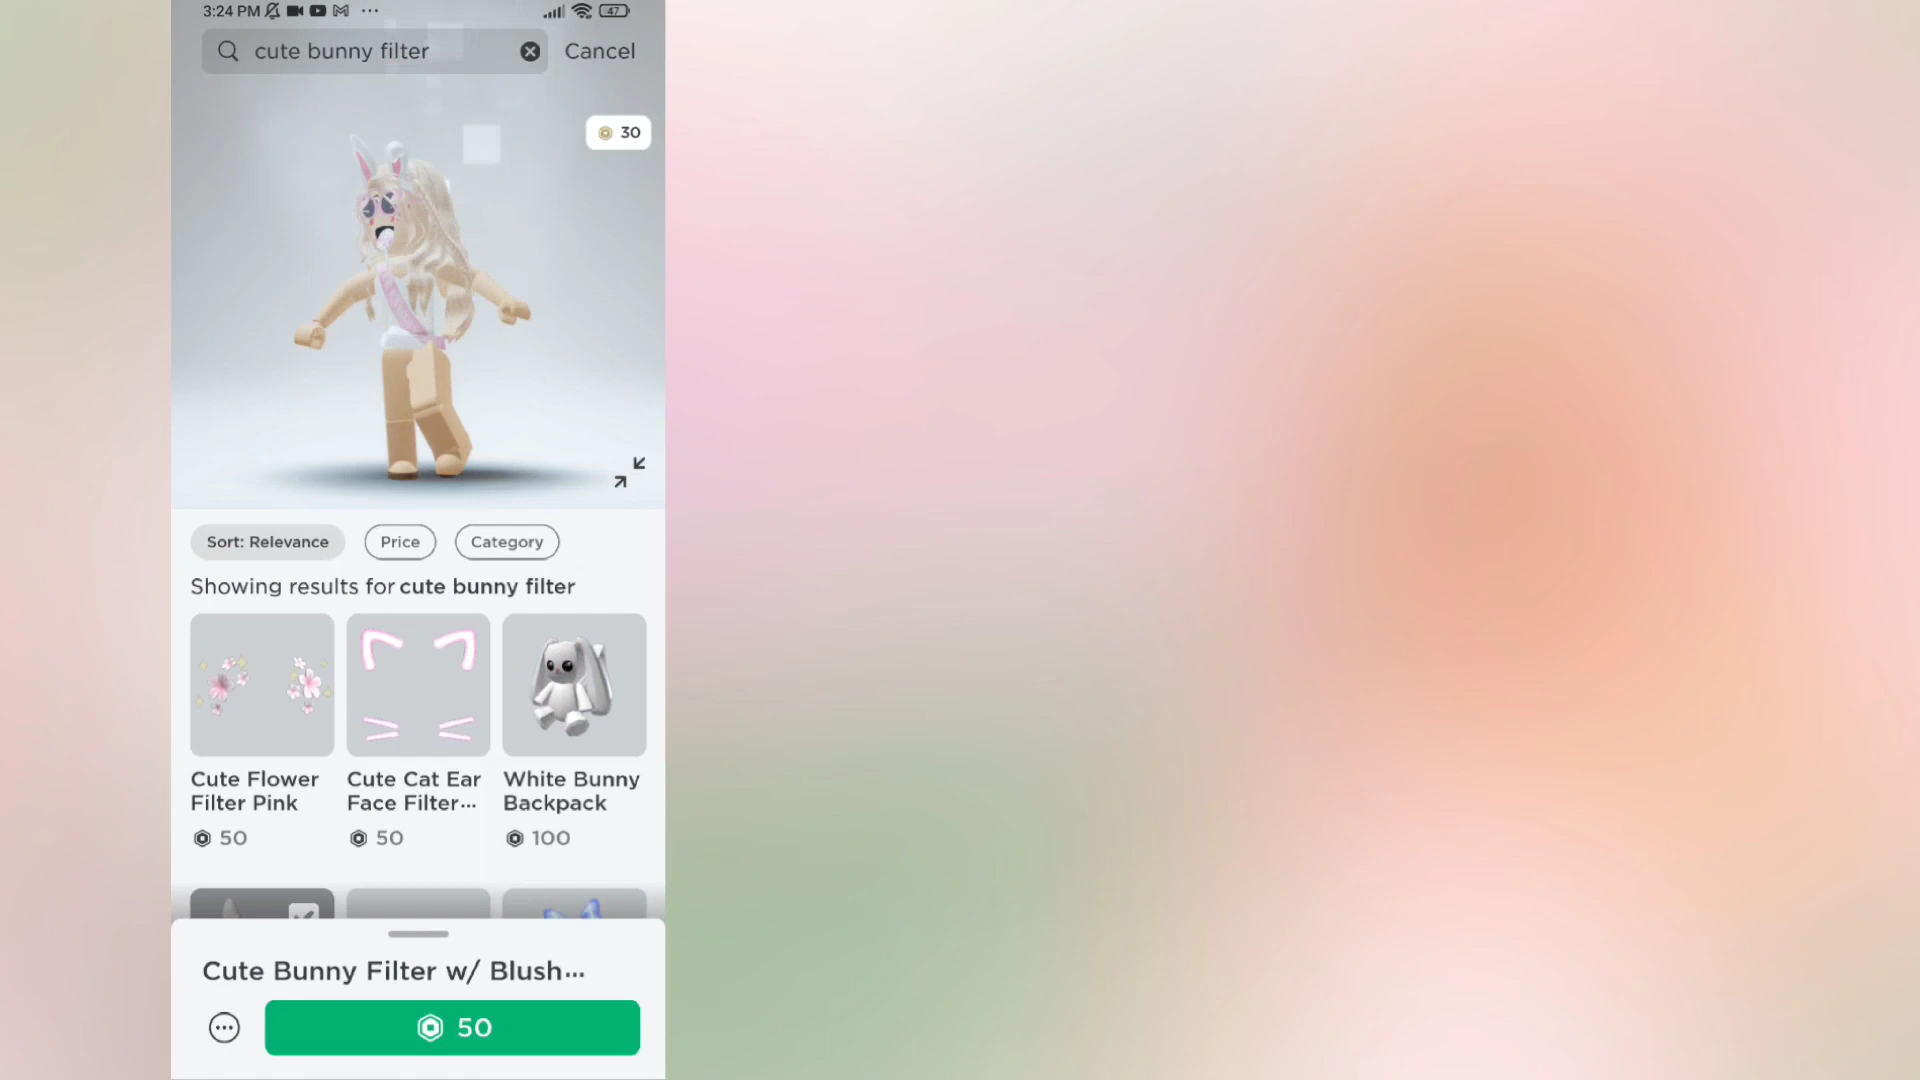 3:24 PM
47
cute bunny filter
Cancel
30
Sort: Relevance
Price
Category
Showing results for cute bunny filter
Cute Flower
Filter Pink
50
Cute Cat Ear
Face Filter...
50
White Bunny
Backpack
100
Cute Bunny Filter w/ Blush...
50